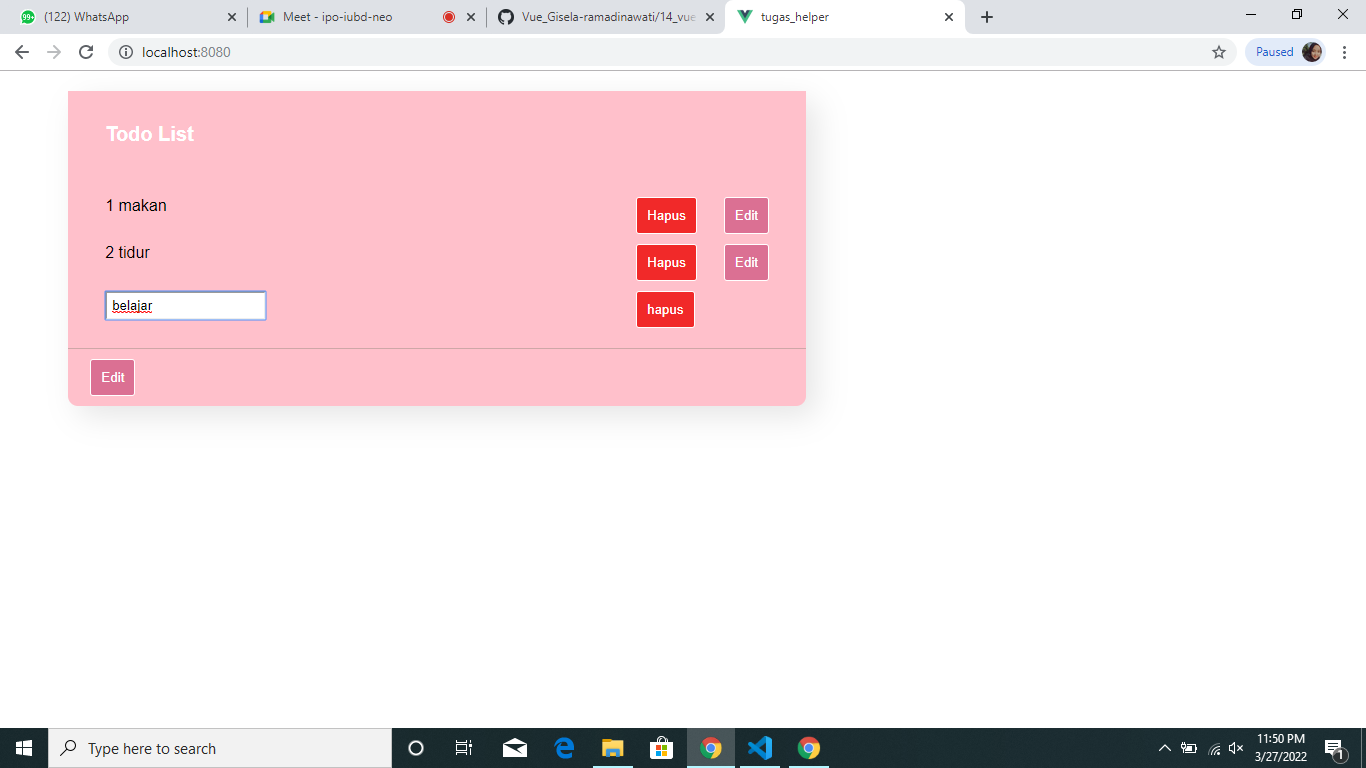 (122) WhatsApp
Meet - ipo-iubd-neo
Vue_Gisela-ramadinawati/14_vue
tugas_helper
localhost:8080
Paused
Todo List
1 makan Hapus Edit
2 tidur Hapus Edit
belajar hapus
Edit
Type here to search
11:50 PM
3/27/2022
1